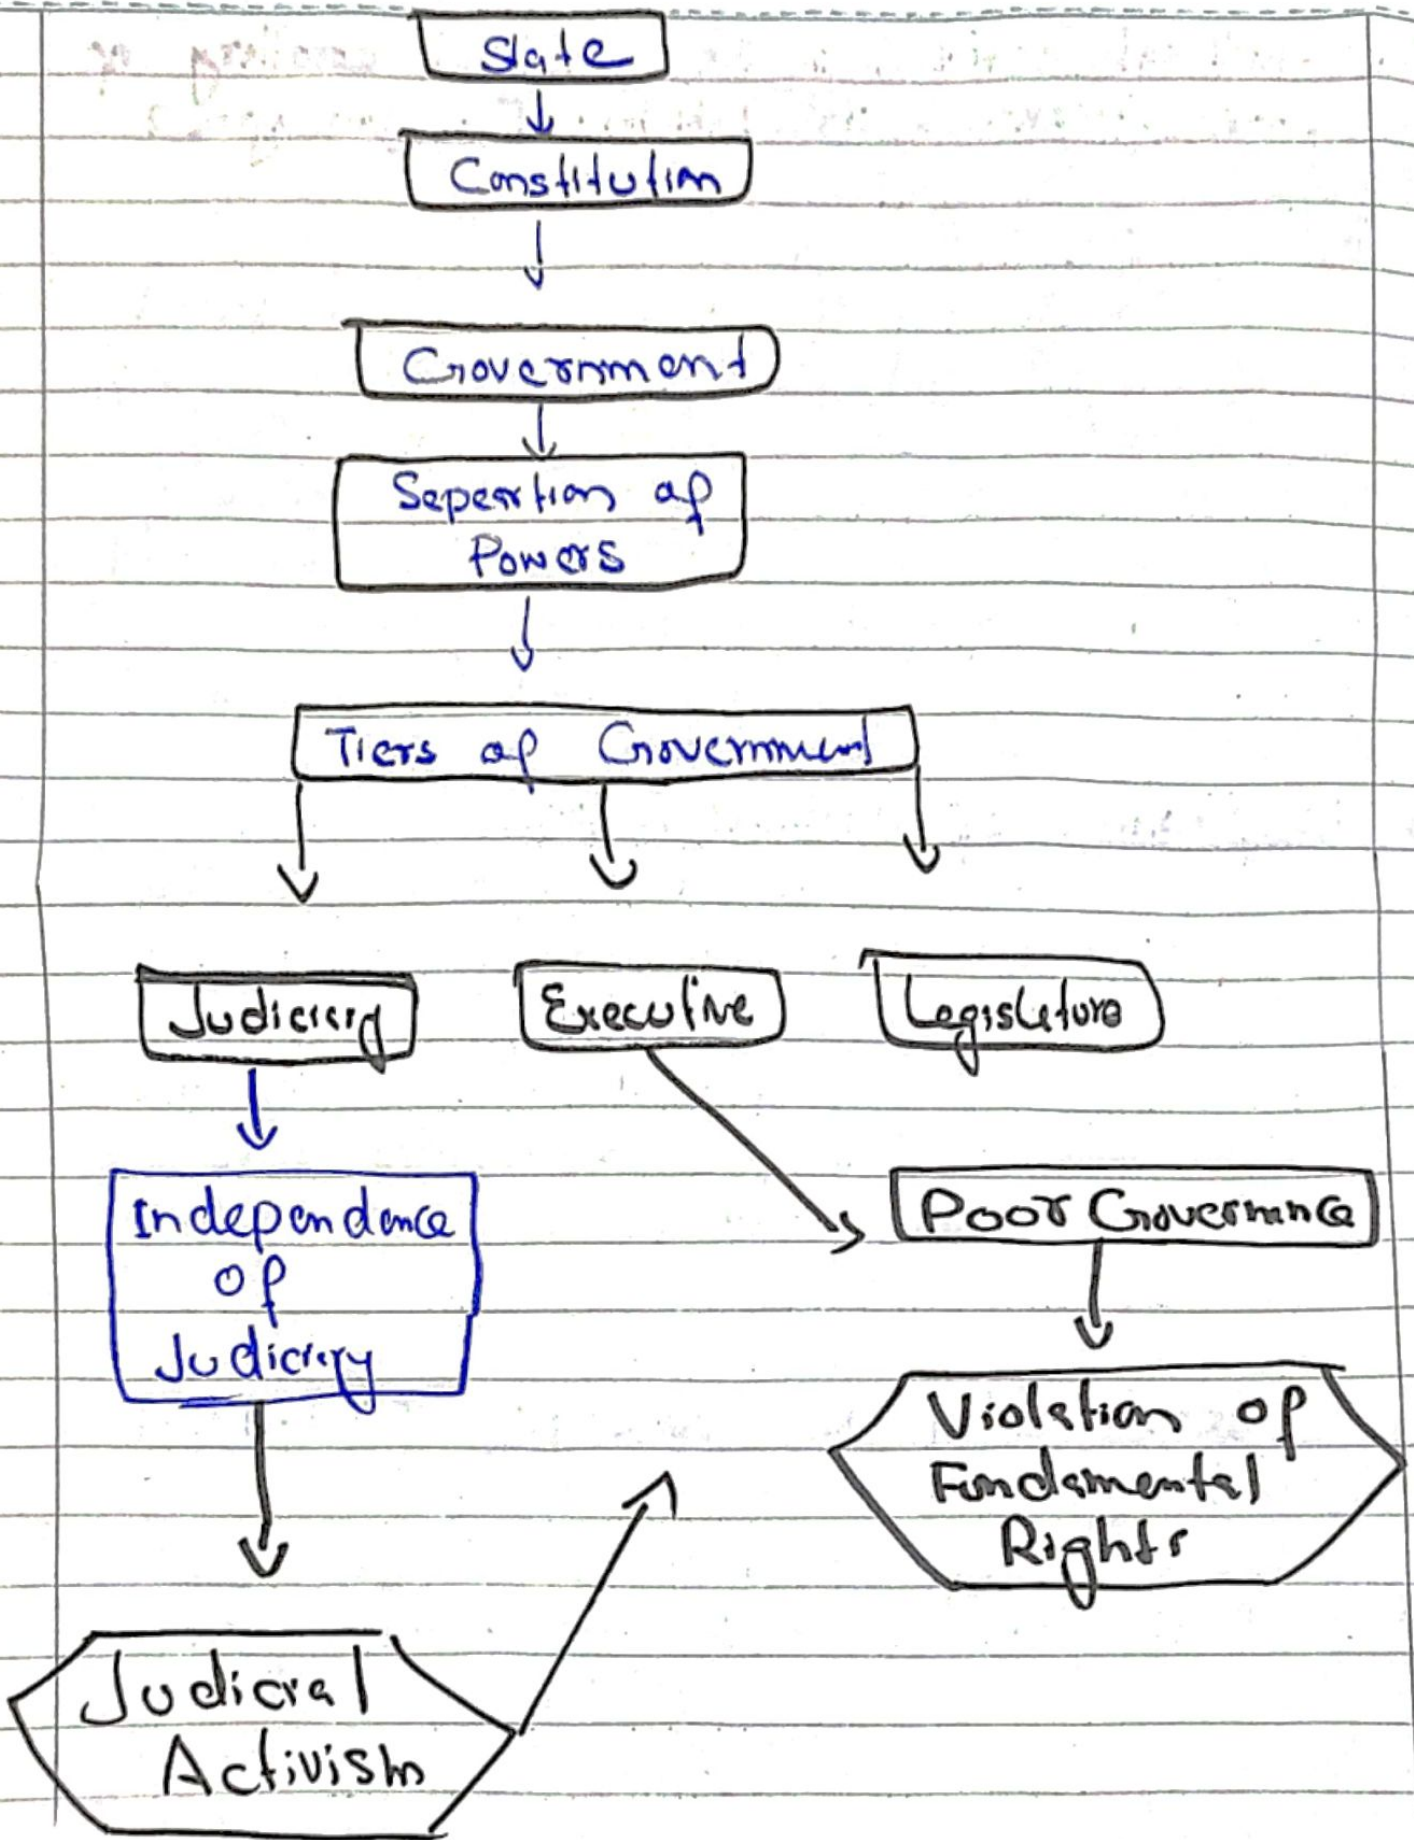 State
Constitution
Government
Sepertion of
Powers
Tiers of Government
Judiciary
Executive
Legislature
Independence
of
Judiciary
Poor Governance
Violation of
Fundamental
Rights
Judicial
Activism